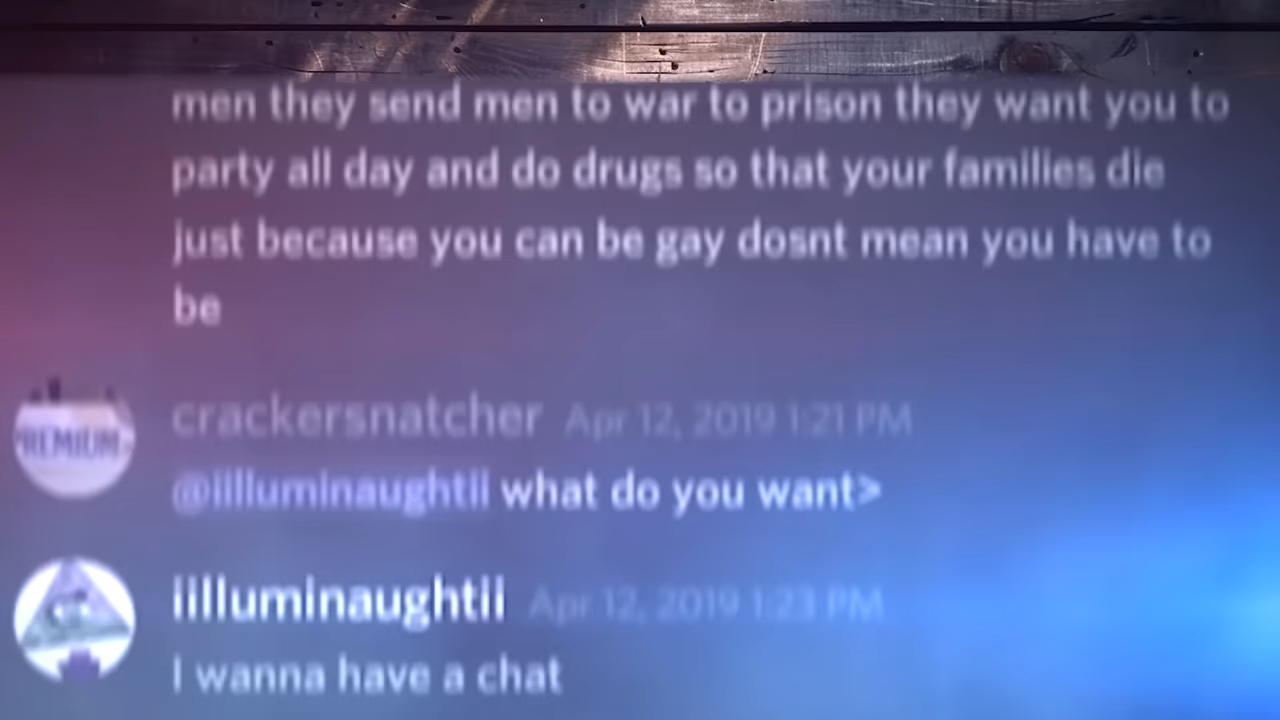 men they send men to war to prison they want you to
party all day and do drugs so that your families die
just because you can be gay dosnt mean you have to
be
crackersnatcher Apr 12, 2019 1:21 PM
REMIUM
@iilluminaughtii what do you want>
iilluminaughtii Apr 12, 2019 1:23 PM
I wanna have a chat